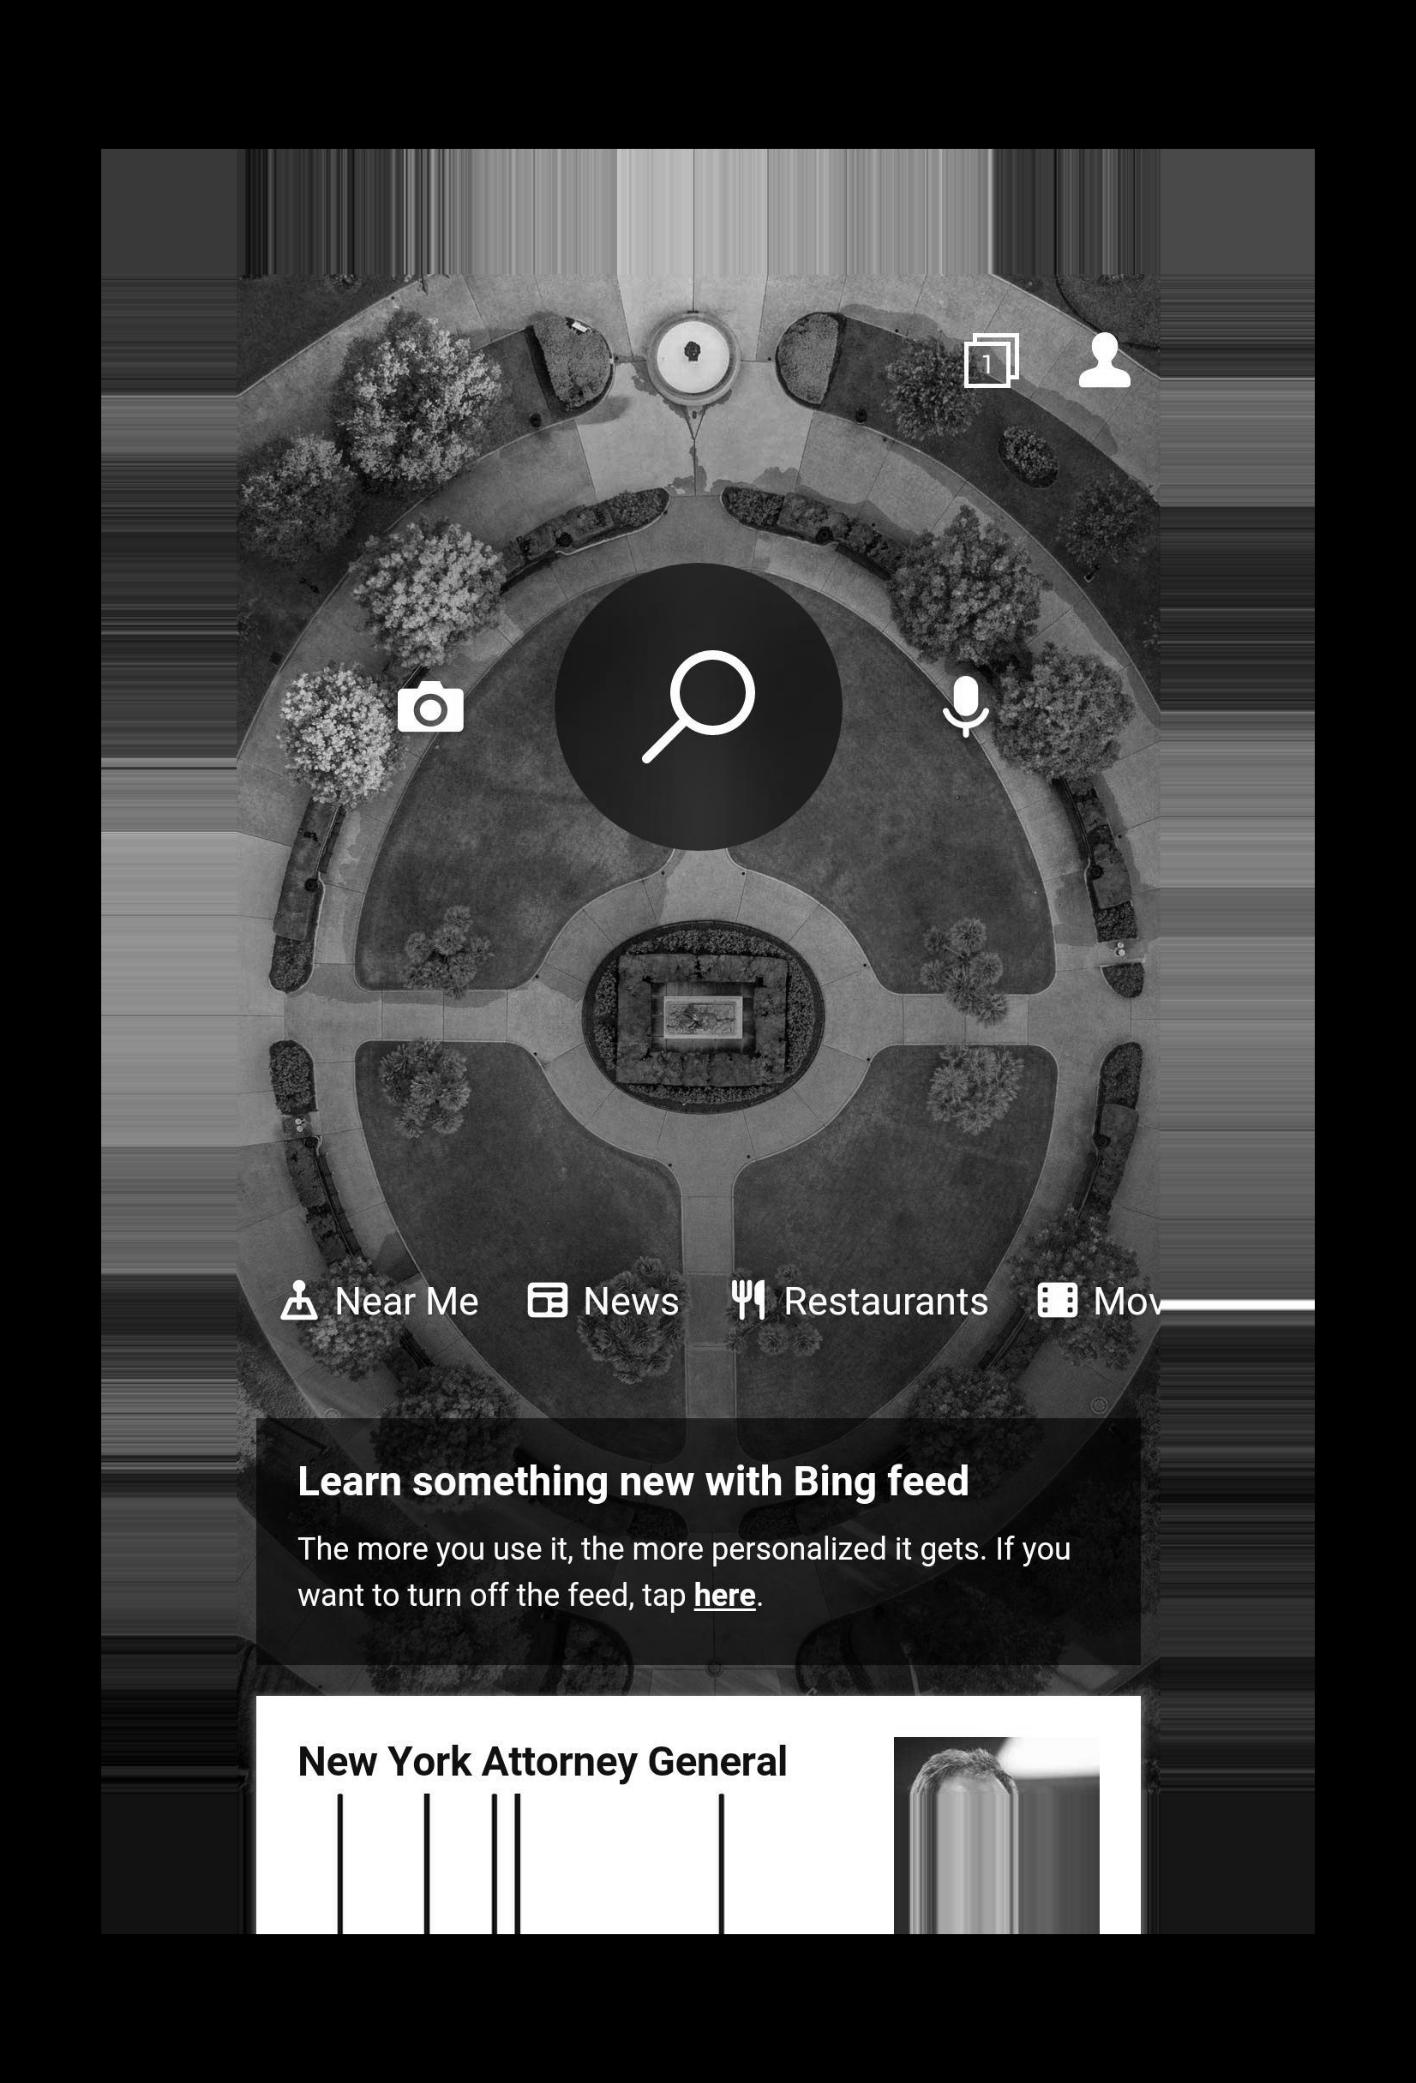 1
Near Me News Restaurants Mov
Learn something new with Bing feed
The more you use it, the more personalized it gets. If you
want to turn off the feed, tap here.
New York Attorney General